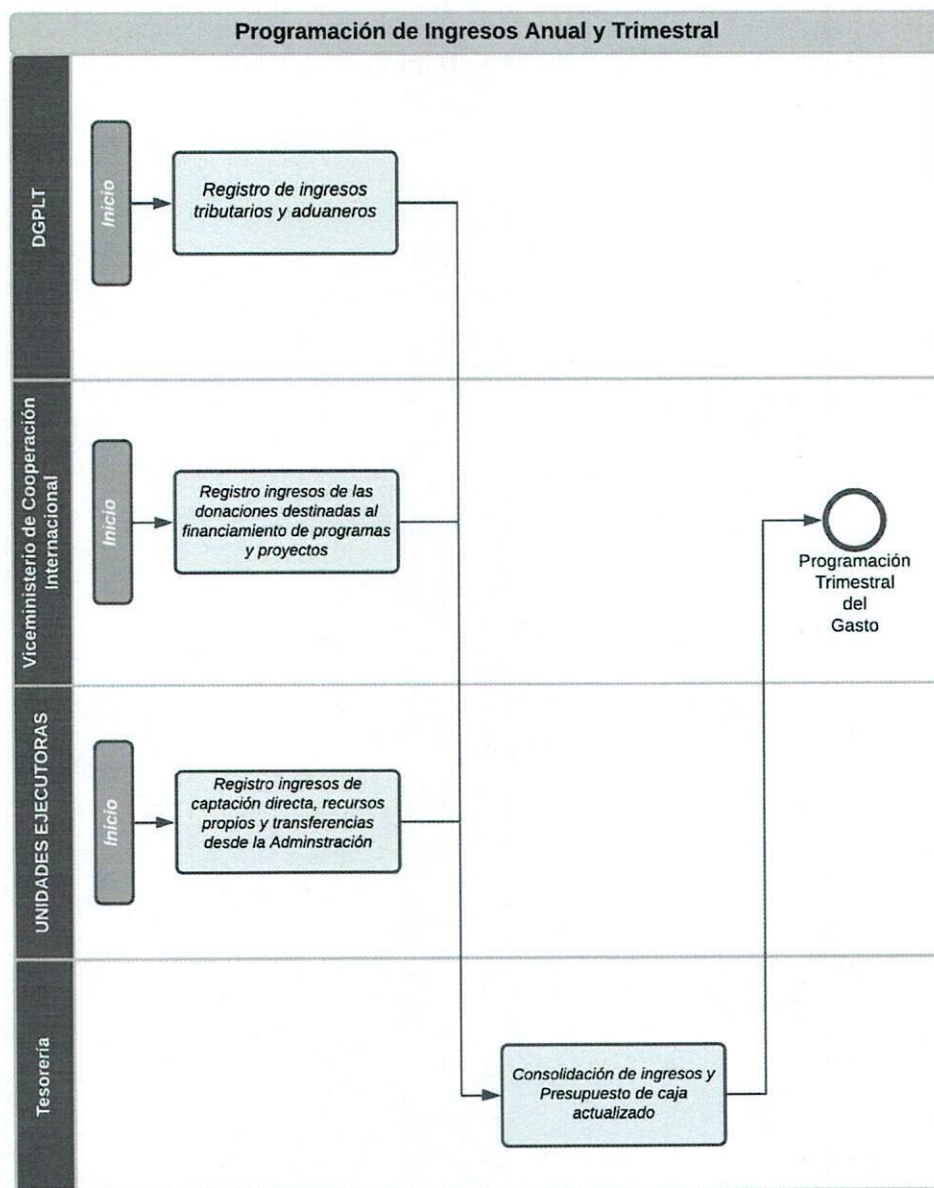 Programación de Ingresos Anual y Trimestral
DGPLT
Inicio
Registro de ingresos
tributarios y aduaneros
Viceministerio de Cooperación
Internacional
Inicio
Registro ingresos de las
donaciones destinadas al
financiamiento de programas
y proyectos
Programación
Trimestral
del
Gasto
UNIDADES EJECUTORAS
Inicio
Registro ingresos de
captación directa, recursos
propios y transferencias
desde la Adminstración
Tesorería
Consolidación de ingresos y
Presupuesto de caja
actualizado